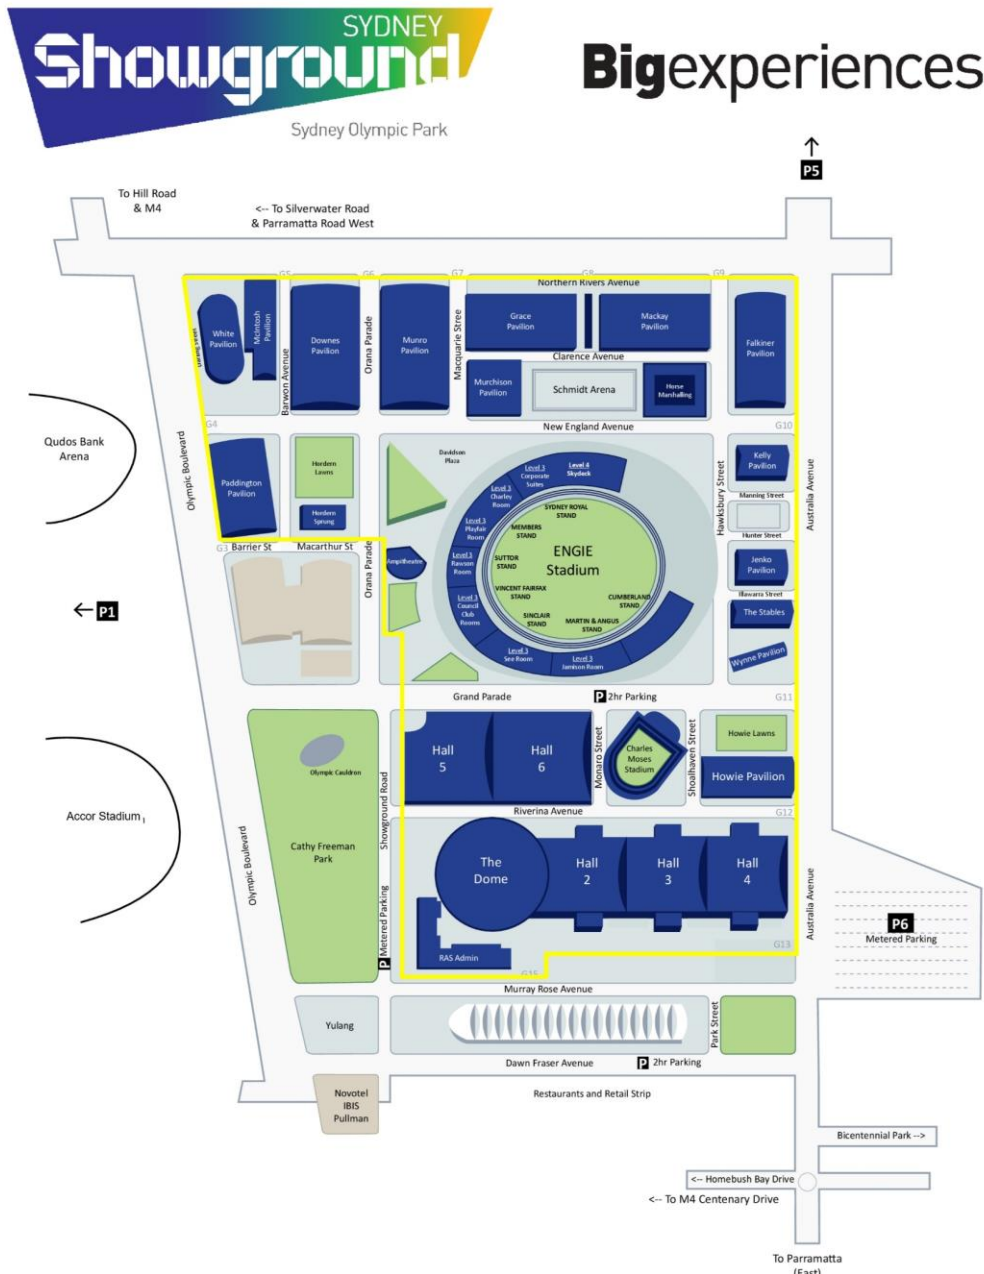 SYDNEY
Showground
Sydney Olympic Park
Bigexperiences
P5
To Hill Road
& M4
<-- To Silverwater Road
& Parramatta Road West
G5
G6
G7
G8
G9
Northern Rivers Avenue
White
Pavilion
McIntosh
Pavilion
Barwon Avenue
Downes
Pavilion
Orana Parade
Munro
Pavilion
Macquarie Stree
Grace
Pavilion
Mackay
Pavilion
Falkiner
Pavilion
Clarence Avenue
Murchison
Pavilion
Schmidt Arena
Horse
Marshalling
G4
New England Avenue
G10
Qudos Bank
Arena
Olympic Boulevard
Paddington
Pavilion
Hordern
Lawns
Hordern
Sprung
Davidson
Plaza
Level 3
Corporate
Suites
Level 4
Skydeck
Level 3
Charley
Room
Level 3
Playfair
Room
Level 3
Rawson
Room
Level 3
Council
Club
Rooms
Level 3
See Room
Level 3
Jamison Room
SYDNEY ROYAL
STAND
MEMBERS
STAND
SUTTOR
STAND
ENGIE
Stadium
VINCENT FAIRFAX
STAND
CUMBERLAND
STAND
SINCLAIR
STAND
MARTIN & ANGUS
STAND
Hawksbury Street
Kelly
Pavilion
Manning Street
Hunter Street
Jenko
Pavilion
Illawarra Street
The Stables
Wynne Pavilion
Australia Avenue
G3
Barrier St
Macarthur St
Orana Parade
Ampitheatre
P1
Grand Parade
P 2hr Parking
G11
Olympic Cauldron
Hall
5
Hall
6
Monaro Street
Charles
Moses
Stadium
Shoalhaven Street
Howie Lawns
Howie Pavilion
Accor Stadium
Showground Road
Riverina Avenue
G12
Olympic Boulevard
Cathy Freeman
Park
The
Dome
Hall
2
Hall
3
Hall
4
Australia Avenue
P6
Metered Parking
P Metered Parking
RAS Admin
G13
G15
Murray Rose Avenue
Yulang
Park Street
Dawn Fraser Avenue
P 2hr Parking
Novotel
IBIS
Pullman
Restaurants and Retail Strip
Bicentennial Park -->
<-- Homebush Bay Drive
<-- To M4 Centenary Drive
To Parramatta
(East)